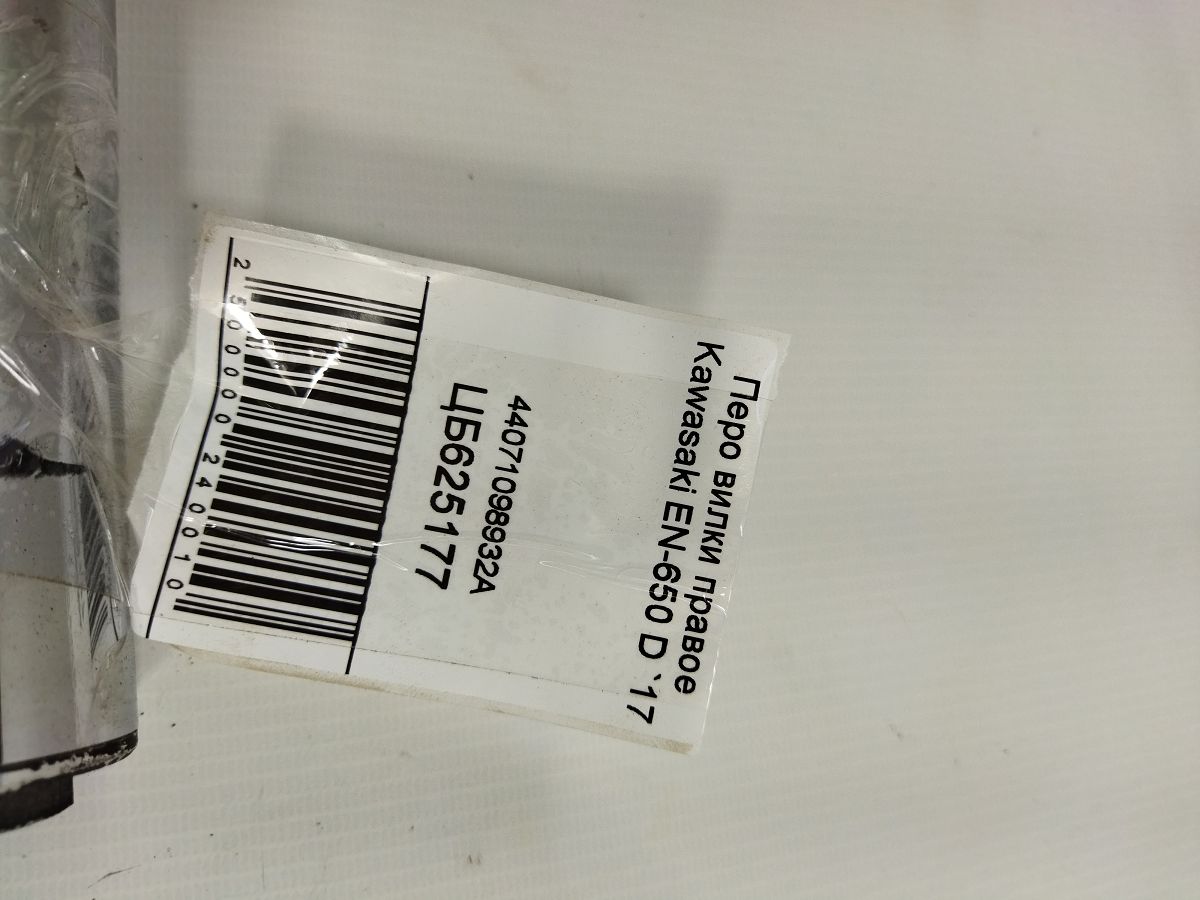 Перо вилки правое
Kawasaki EN-650 D `17
44071098932A
ЦБ625177
2 500000 240010